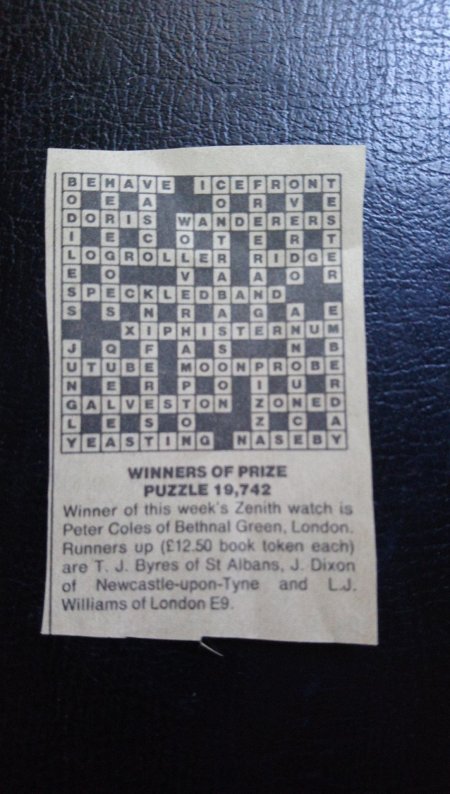 BEHAVE ICEFRONT
O E A O R V E
DORIS WANDERERS
I O C O T E R T
LOGROLLER RIDGE
E O V A A O R
SPECKLEDBAND
S S N R A G A E
XIPHISTERNUM
J Q F A S N B
UTUBE MOONPROBE
N E R P O I U R
GALVESTON ZONED
L E S O Z C A
YEASTING NASEBY
WINNERS OF PRIZE
PUZZLE 19,742
Winner of this week's Zenith watch is
Peter Coles of Bethnal Green, London.
Runners up (£12.50 book token each)
are T. J. Byres of St Albans, J. Dixon
of Newcastle-upon-Tyne and L.J.
Williams of London E9.